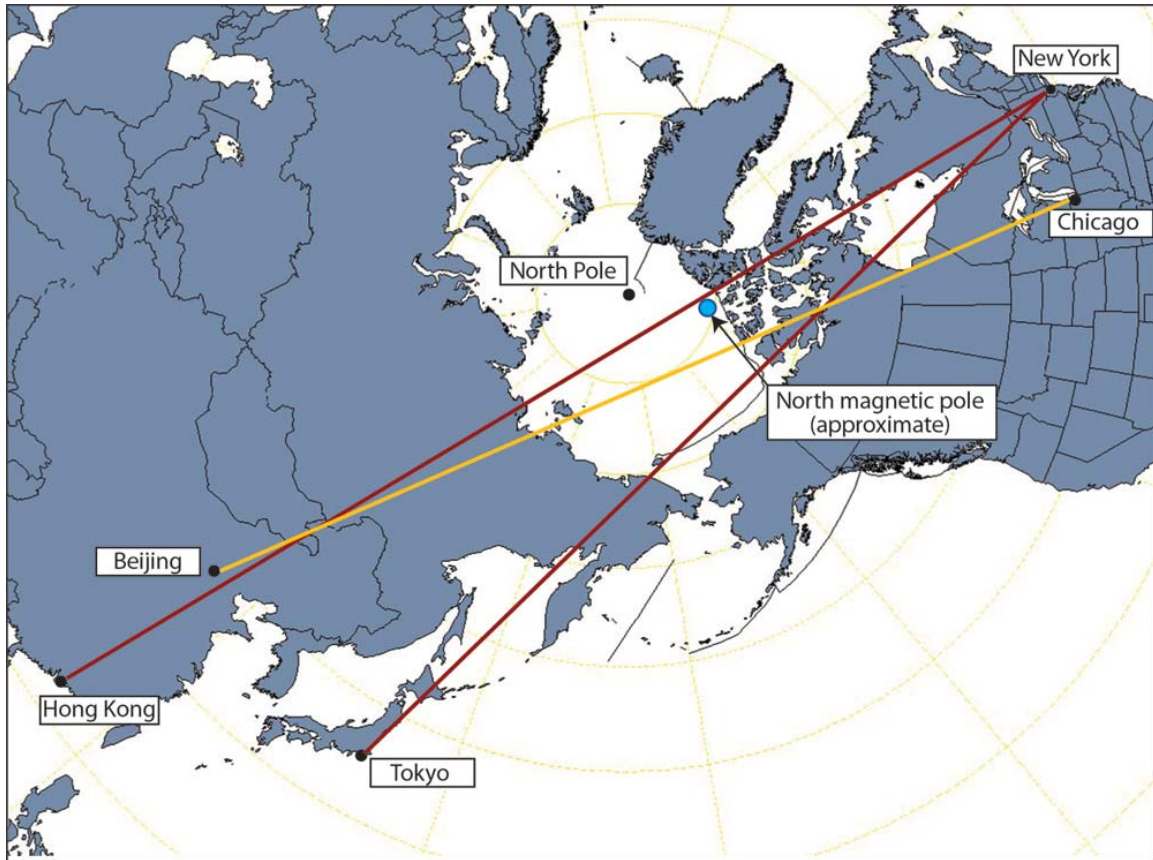 New York
Chicago
North Pole
North magnetic pole
(approximate)
Beijing
Hong Kong
Tokyo